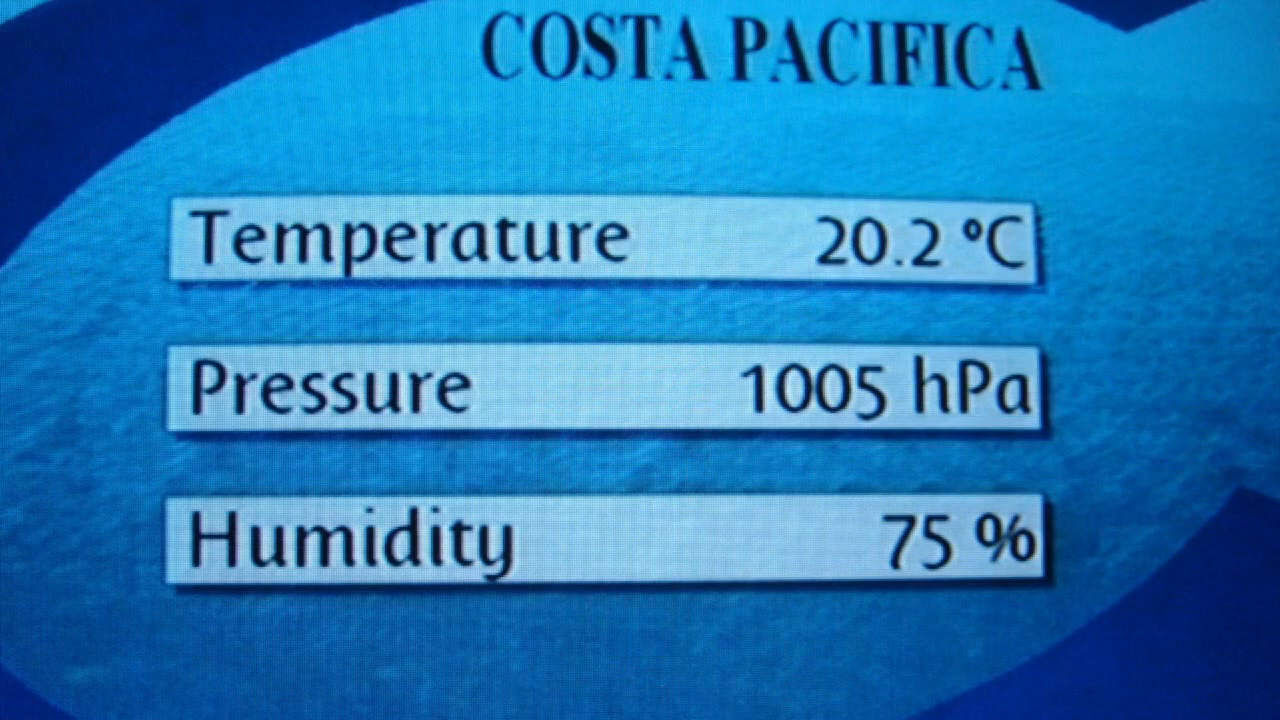 COSTA PACIFICA
Temperature 20.2 °C
Pressure 1005 hPa
Humidity 75 %